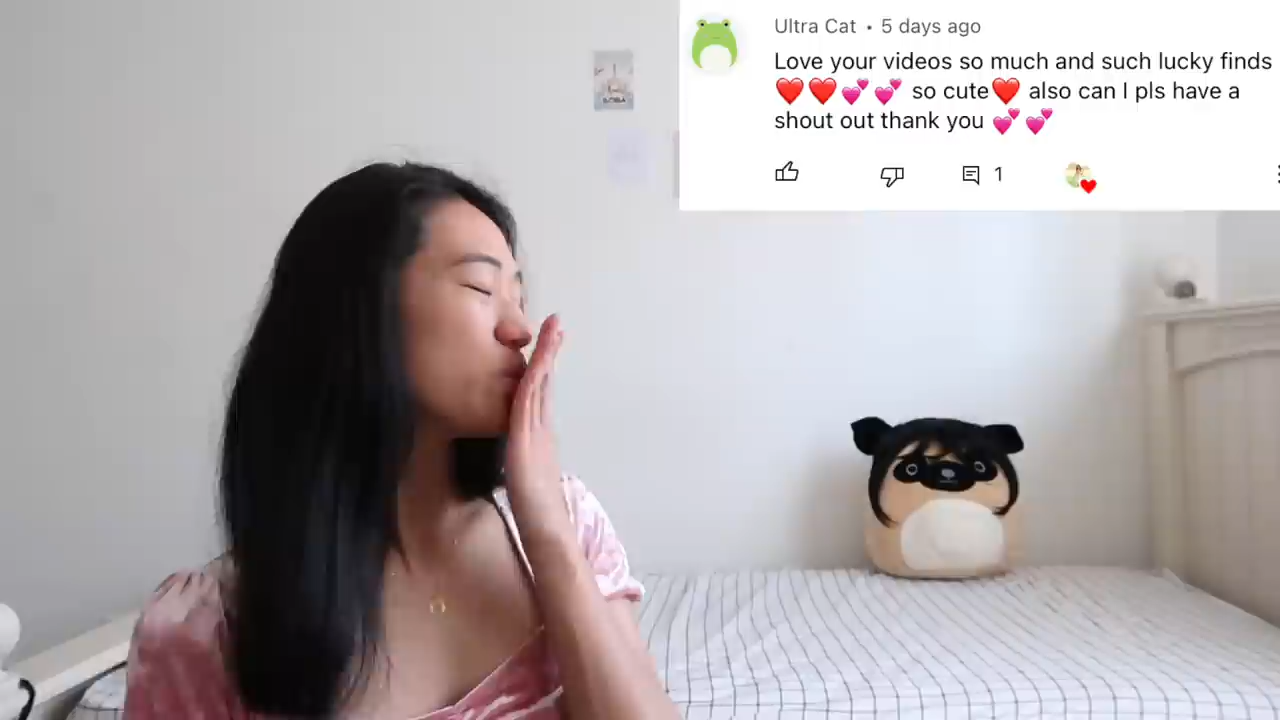 Ultra Cat • 5 days ago
Love your videos so much and such lucky finds
❤️❤️💕💕 so cute❤️ also can I pls have a
shout out thank you 💕💕
1